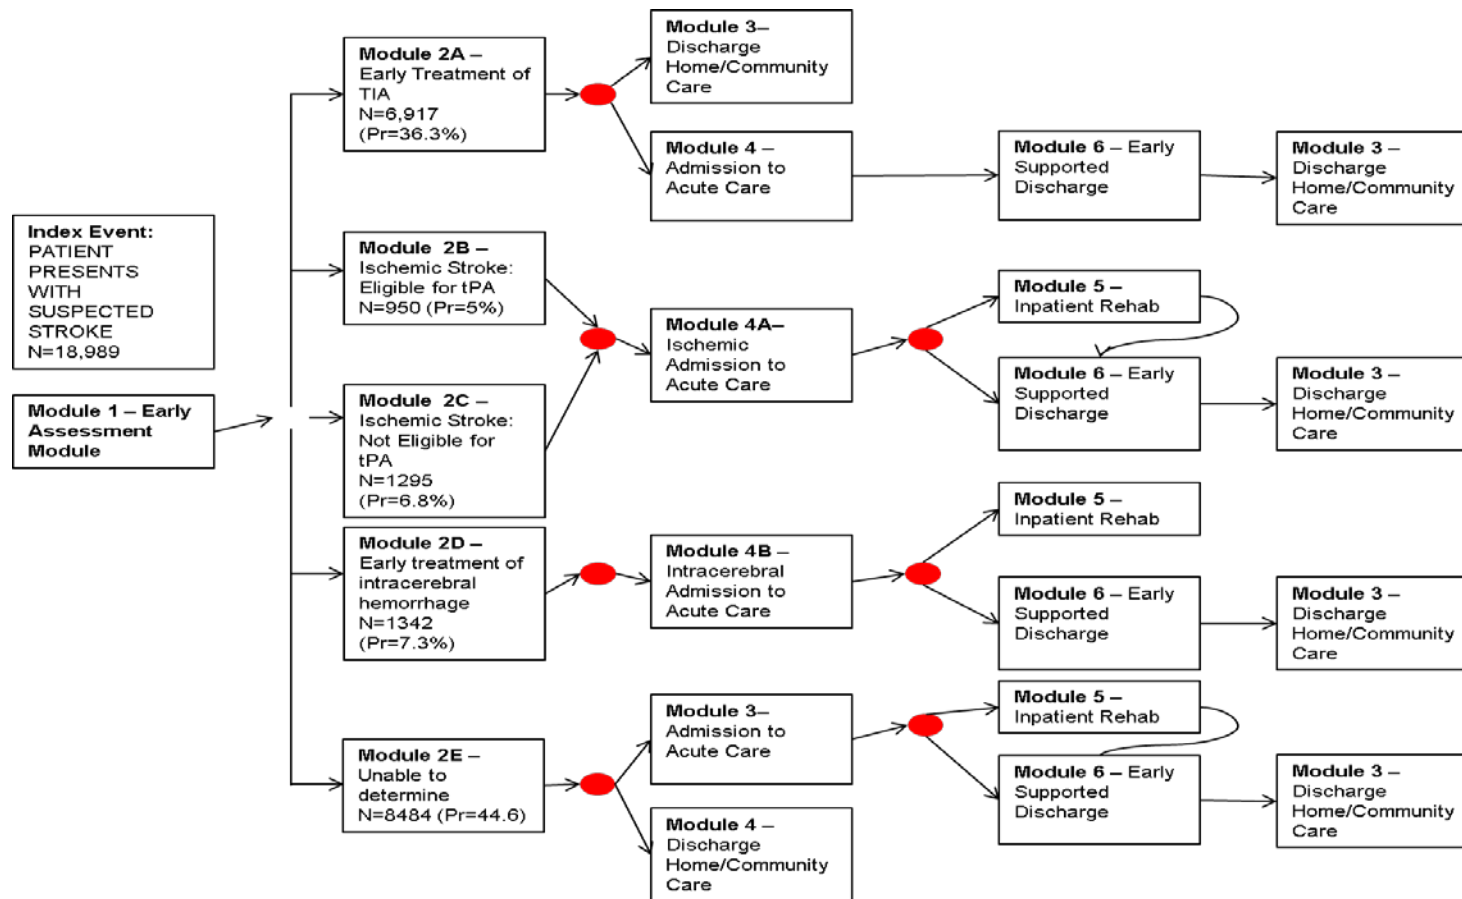 Index Event:
PATIENT
PRESENTS
WITH
SUSPECTED
STROKE
N=18,989
Module 1 – Early
Assessment
Module
Module 2A –
Early Treatment of
TIA
N=6,917
(Pr=36.3%)
Module 3–
Discharge
Home/Community
Care
Module 4 –
Admission to
Acute Care
Module 6 – Early
Supported
Discharge
Module 3 –
Discharge
Home/Community
Care
Module 2B –
Ischemic Stroke:
Eligible for tPA
N=950 (Pr=5%)
Module 2C –
Ischemic Stroke:
Not Eligible for
tPA
N=1295
(Pr=6.8%)
Module 4A–
Ischemic
Admission to
Acute Care
Module 5 –
Inpatient Rehab
Module 6 – Early
Supported
Discharge
Module 3 –
Discharge
Home/Community
Care
Module 2D –
Early treatment of
intracerebral
hemorrhage
N=1342
(Pr=7.3%)
Module 4B –
Intracerebral
Admission to
Acute Care
Module 5 –
Inpatient Rehab
Module 6 – Early
Supported
Discharge
Module 3 –
Discharge
Home/Community
Care
Module 2E –
Unable to
determine
N=8484 (Pr=44.6)
Module 3–
Admission to
Acute Care
Module 4 –
Discharge
Home/Community
Care
Module 5 –
Inpatient Rehab
Module 6 – Early
Supported
Discharge
Module 3 –
Discharge
Home/Community
Care